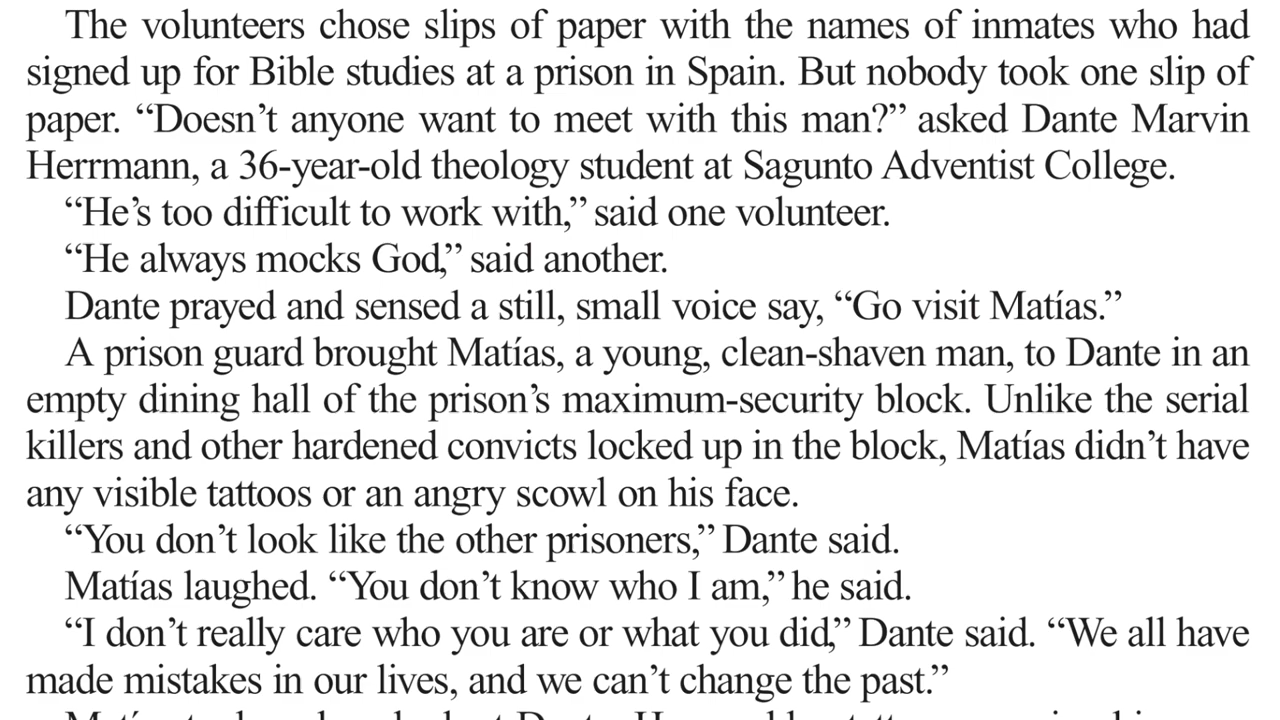 The volunteers chose slips of paper with the names of inmates who had
signed up for Bible studies at a prison in Spain. But nobody took one slip of
paper. “Doesn’t anyone want to meet with this man?” asked Dante Marvin
Herrmann, a 36-year-old theology student at Sagunto Adventist College.
“He’s too difficult to work with,” said one volunteer.
“He always mocks God,” said another.
Dante prayed and sensed a still, small voice say, “Go visit Matías.”
A prison guard brought Matías, a young, clean-shaven man, to Dante in an
empty dining hall of the prison’s maximum-security block. Unlike the serial
killers and other hardened convicts locked up in the block, Matías didn’t have
any visible tattoos or an angry scowl on his face.
“You don’t look like the other prisoners,” Dante said.
Matías laughed. “You don’t know who I am,” he said.
“I don’t really care who you are or what you did,” Dante said. “We all have
made mistakes in our lives, and we can’t change the past.”